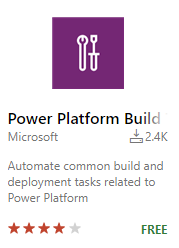 Power Platform Build
Microsoft 2.4K
Automate common build and
deployment tasks related to
Power Platform
FREE